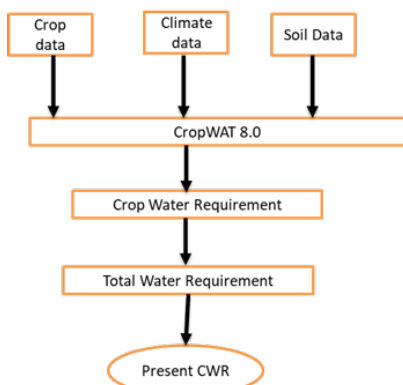 Crop
data
Climate
data
Soil Data
CropWAT 8.0
Crop Water Requirement
Total Water Requirement
Present CWR